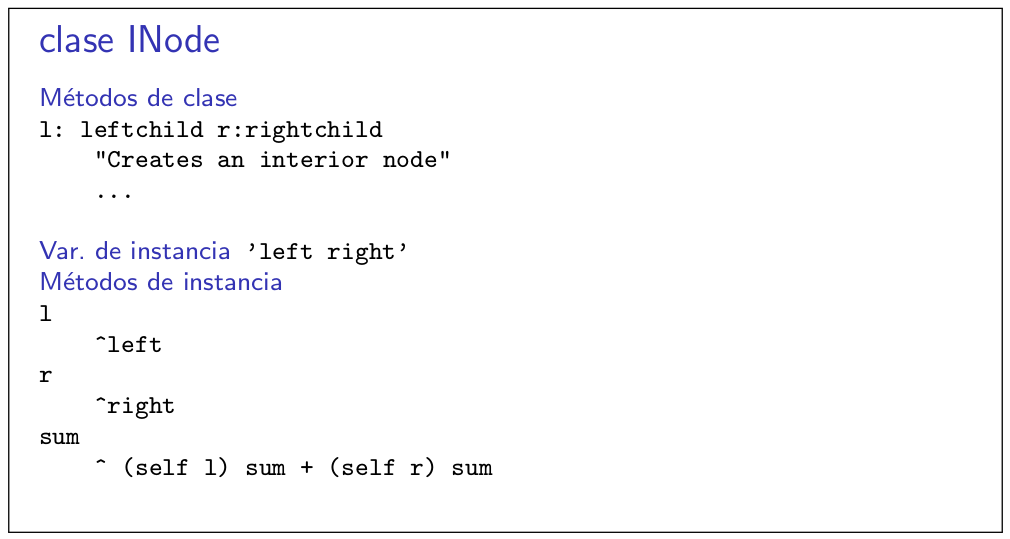 clase INode
Métodos de clase
l: leftchild r:rightchild
"Creates an interior node"
...
Var. de instancia 'left right'
Métodos de instancia
l
^left
r
^right
sum
^ (self l) sum + (self r) sum